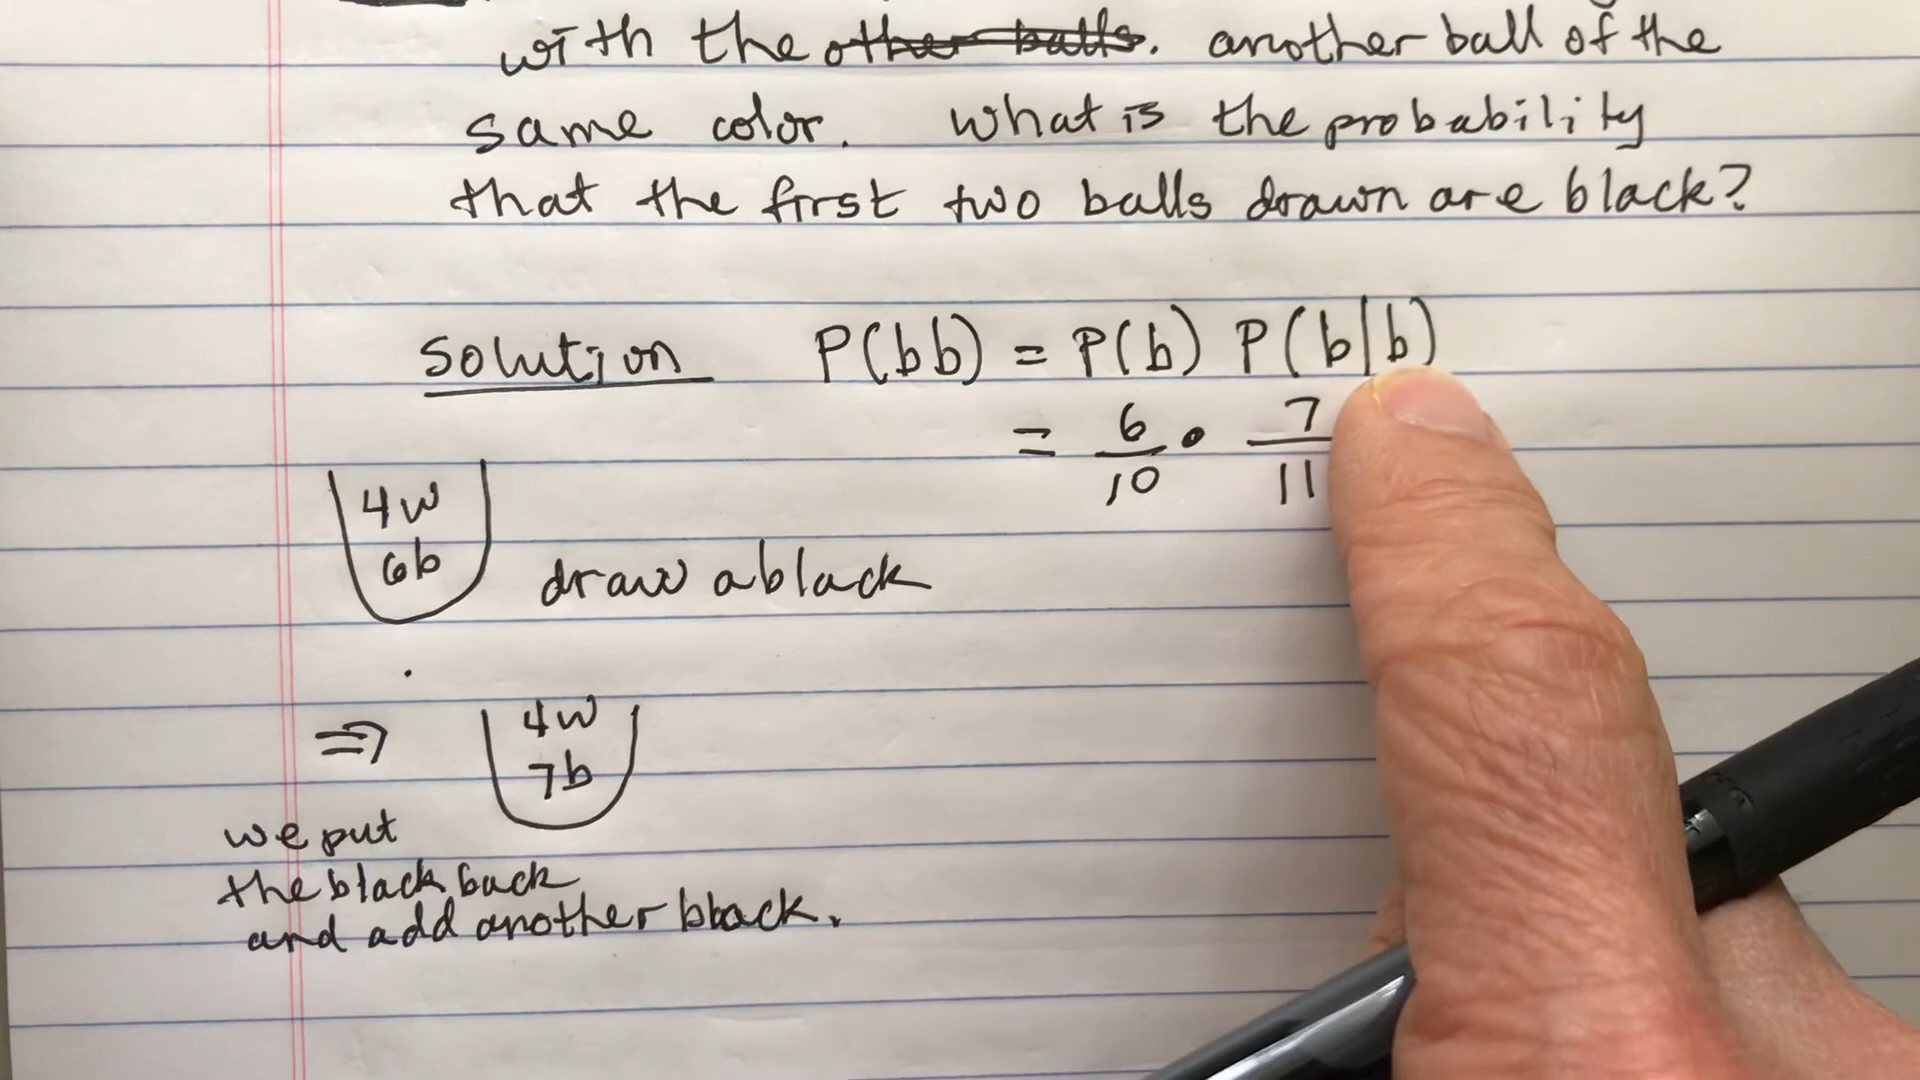 with the other balls. another ball of the
same color. What is the probability
that the first two balls drawn are black?
Solution P(bb) = P(b) P(b|b)
= 6/10 • 7/11
4w
6b
draw a black
⇒ 4w
7b
we put
the black back
and add another black.